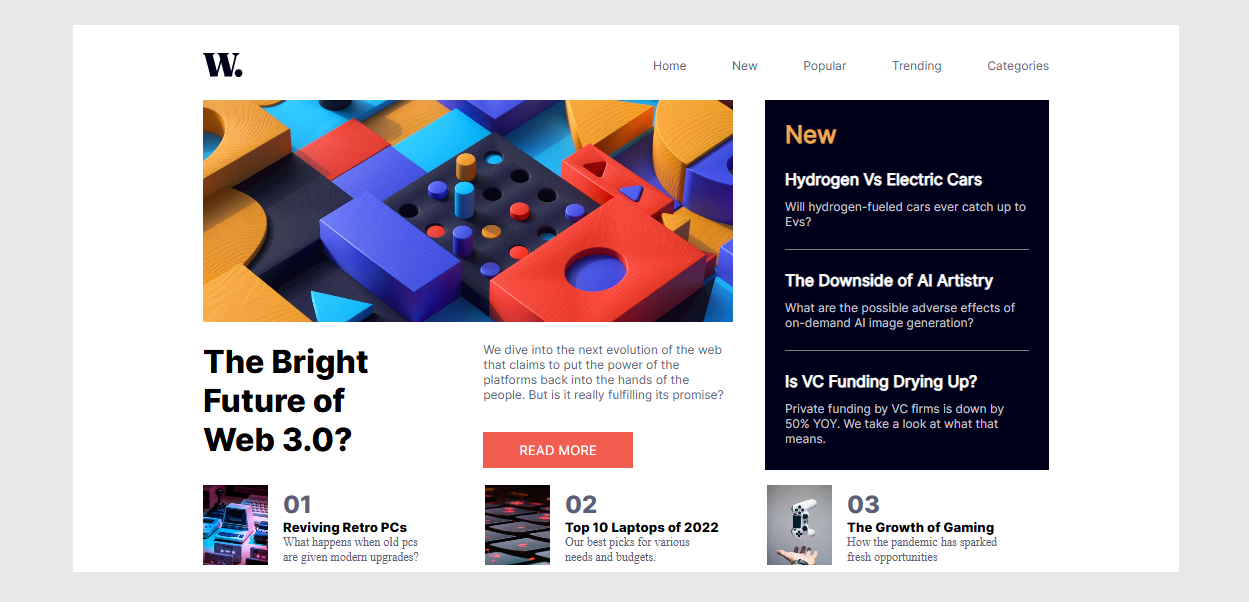 W.
Home New Popular Trending Categories
New
Hydrogen Vs Electric Cars
Will hydrogen-fueled cars ever catch up to
Evs?
The Downside of AI Artistry
What are the possible adverse effects of
on-demand AI image generation?
Is VC Funding Drying Up?
Private funding by VC firms is down by
50% YOY. We take a look at what that
means.
The Bright
Future of
Web 3.0?
We dive into the next evolution of the web
that claims to put the power of the
platforms back into the hands of the
people. But is it really fulfilling its promise?
READ MORE
01
Reviving Retro PCs
What happens when old pcs
are given modern upgrades?
02
Top 10 Laptops of 2022
Our best picks for various
needs and budgets.
03
The Growth of Gaming
How the pandemic has sparked
fresh opportunities